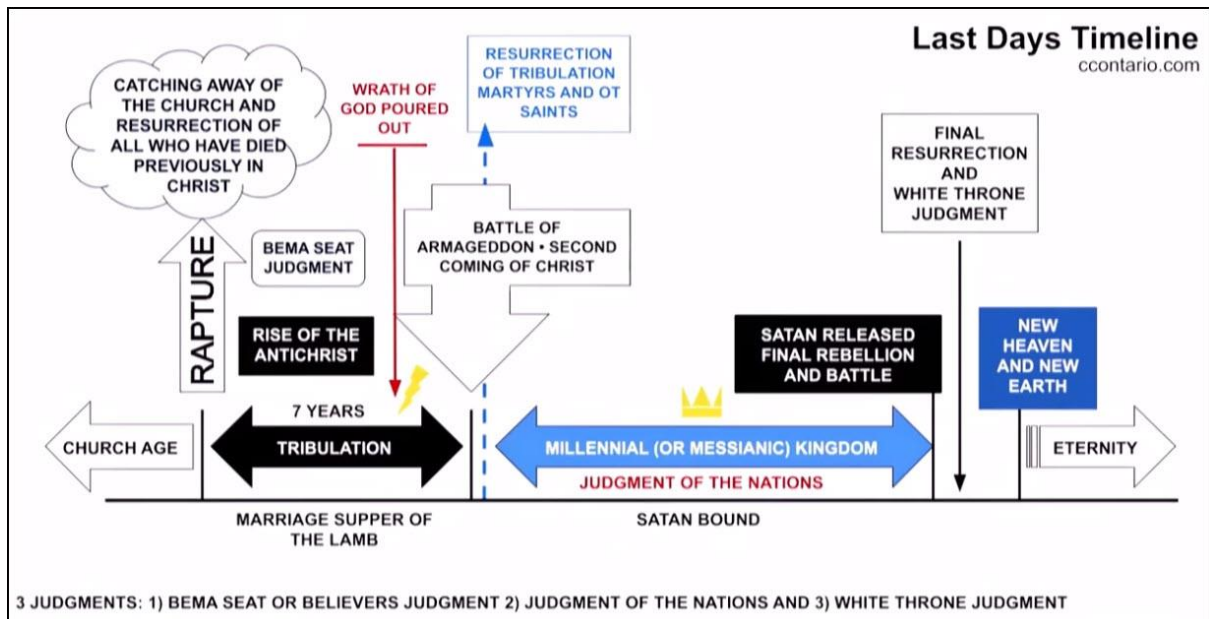 Last Days Timeline
ccontario.com
CATCHING AWAY OF
THE CHURCH AND
RESURRECTION OF
ALL WHO HAVE DIED
PREVIOUSLY IN
CHRIST
WRATH OF
GOD POURED
OUT
RESURRECTION
OF TRIBULATION
MARTYRS AND OT
SAINTS
FINAL
RESURRECTION
AND
WHITE THRONE
JUDGMENT
RAPTURE
BEMA SEAT
JUDGMENT
BATTLE OF
ARMAGEDDON • SECOND
COMING OF CHRIST
RISE OF THE
ANTICHRIST
SATAN RELEASED
FINAL REBELLION
AND BATTLE
NEW
HEAVEN
AND NEW
EARTH
CHURCH AGE
7 YEARS
TRIBULATION
MILLENNIAL (OR MESSIANIC) KINGDOM
JUDGMENT OF THE NATIONS
ETERNITY
MARRIAGE SUPPER OF
THE LAMB
SATAN BOUND
3 JUDGMENTS: 1) BEMA SEAT OR BELIEVERS JUDGMENT 2) JUDGMENT OF THE NATIONS AND 3) WHITE THRONE JUDGMENT